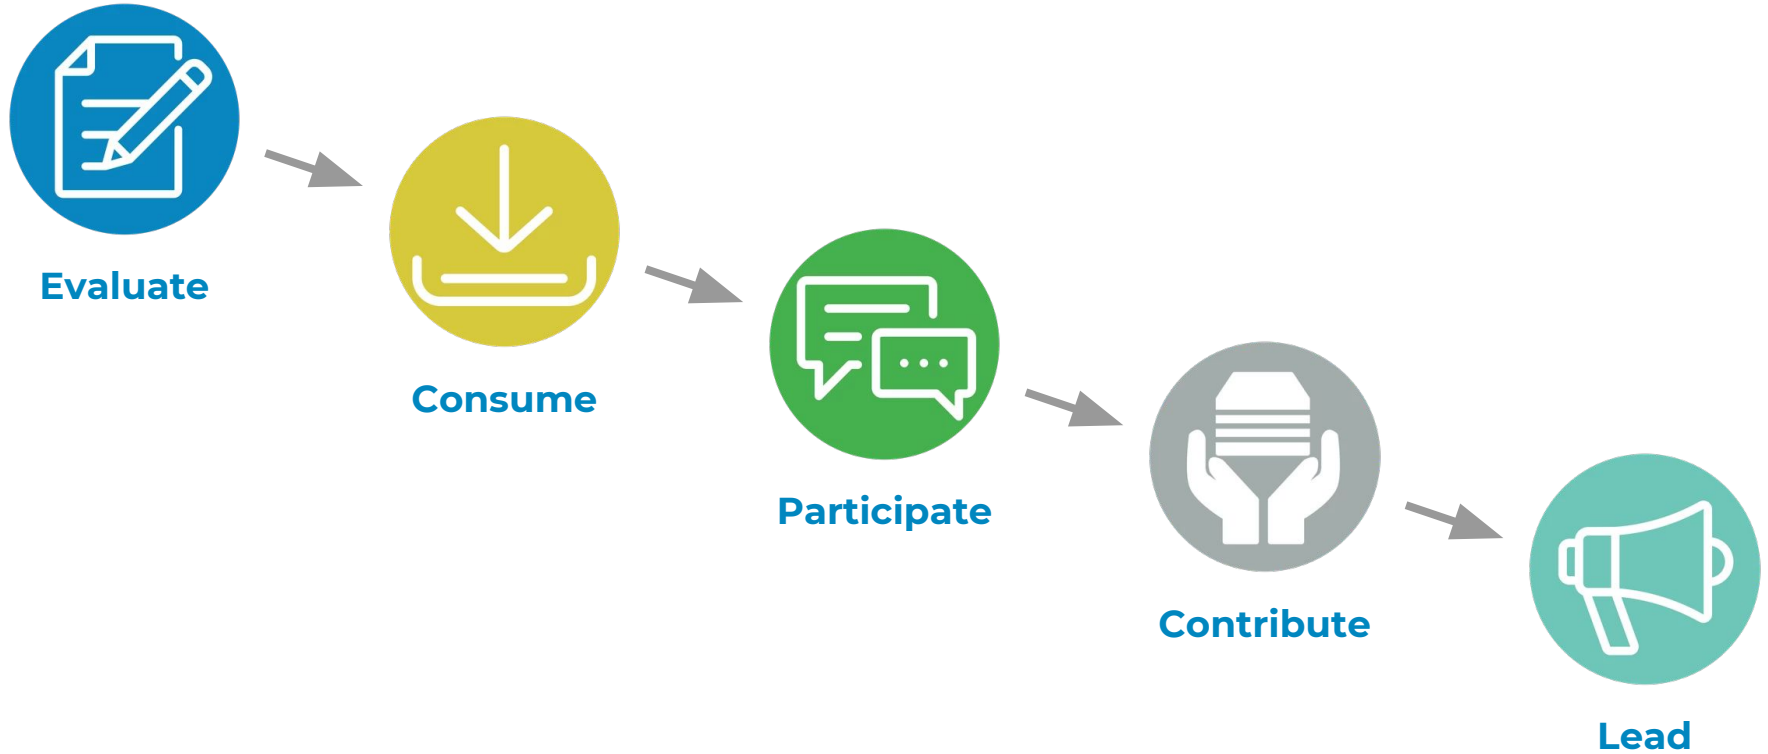 Evaluate
Consume
Participate
Contribute
Lead